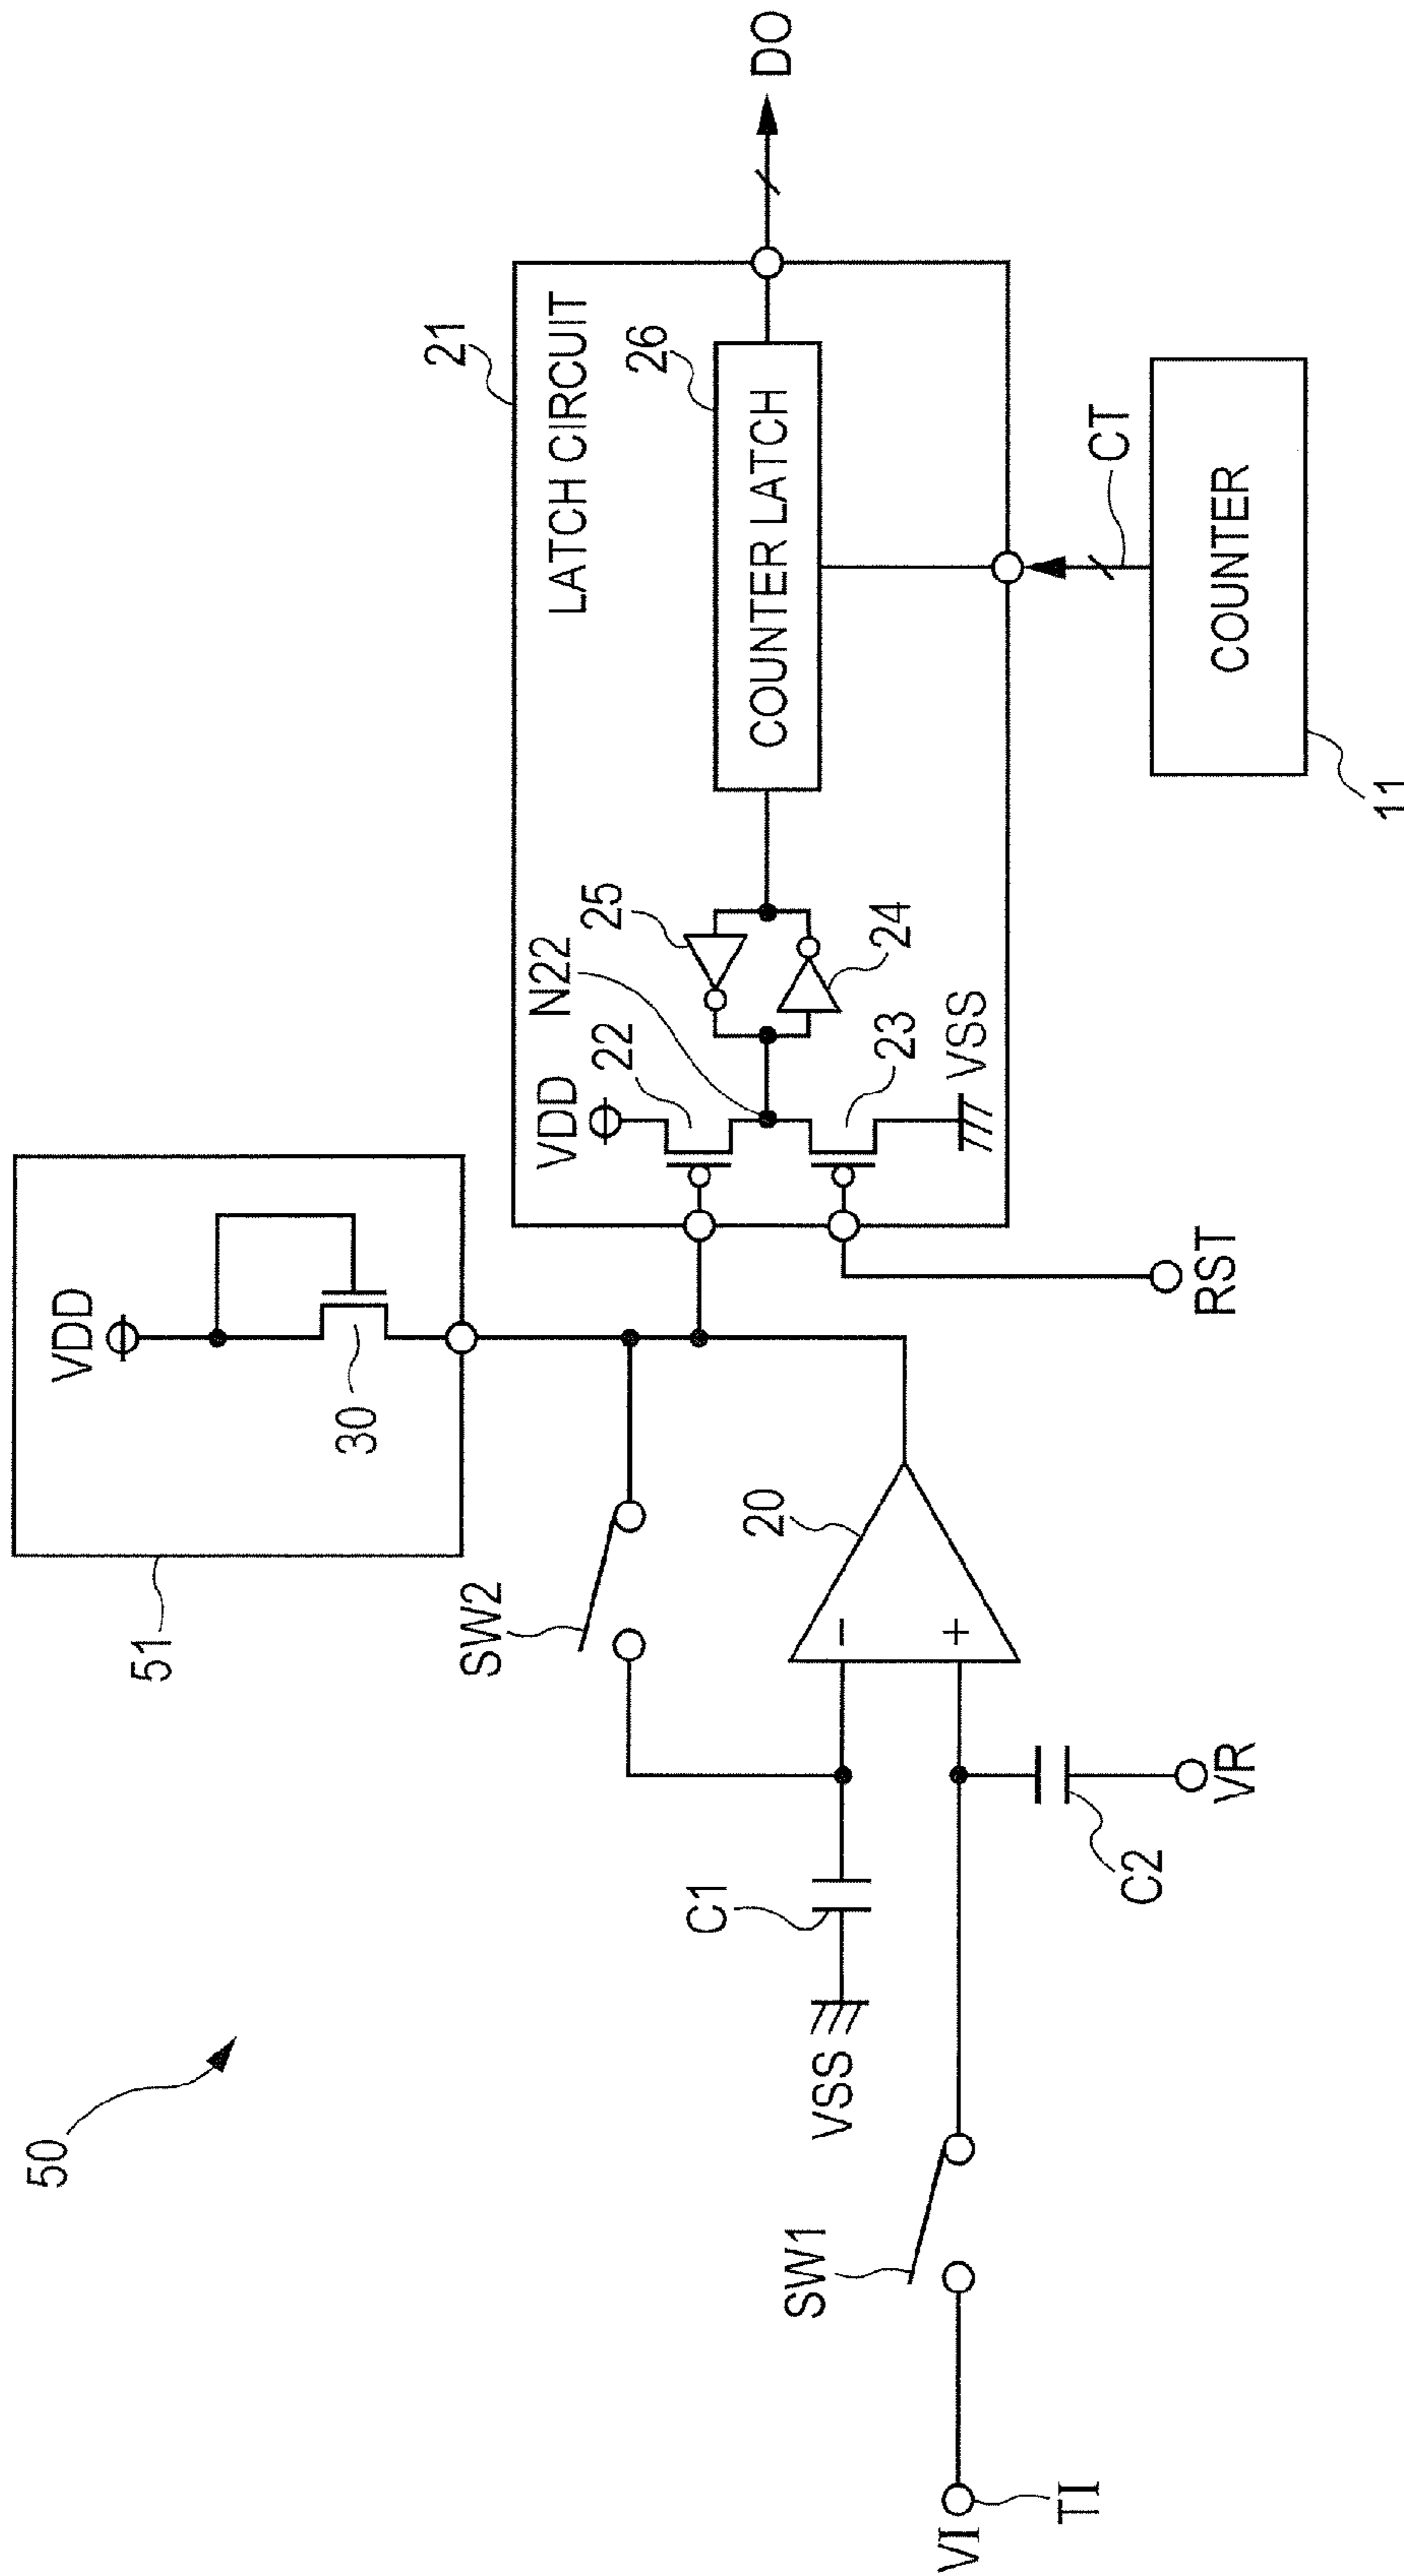 50
51
VDD
30
SW2
20
-
+
C1
VSS
SW1
VI
TI
C2
VR
RST
21
LATCH CIRCUIT
VDD
22
N22
25
24
23
VSS
26
COUNTER LATCH
DO
CT
COUNTER
11